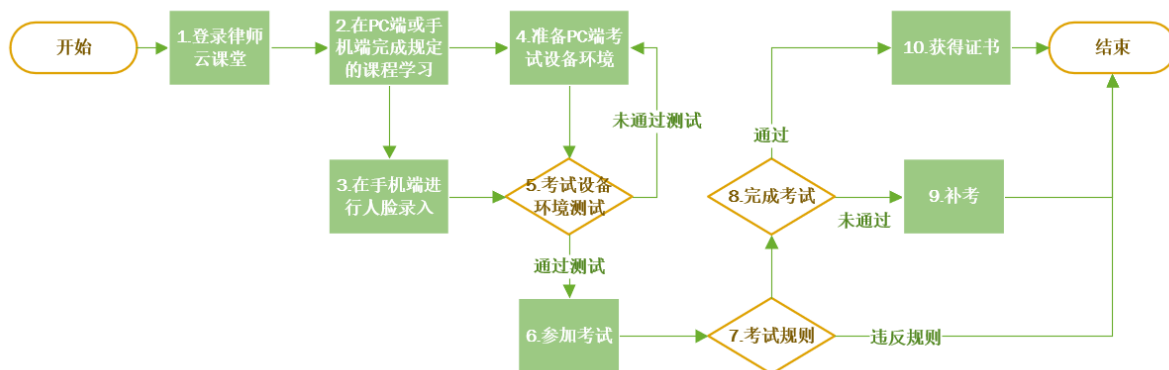 开始
1.登录律师
云课堂
2.在PC端或手
机端完成规定
的课程学习
4.准备PC端考
试设备环境
10.获得证书
结束
未通过测试
通过
3.在手机端进
行人脸录入
5.考试设备
环境测试
8.完成考试
未通过
9.补考
通过测试
6.参加考试
7.考试规则
违反规则